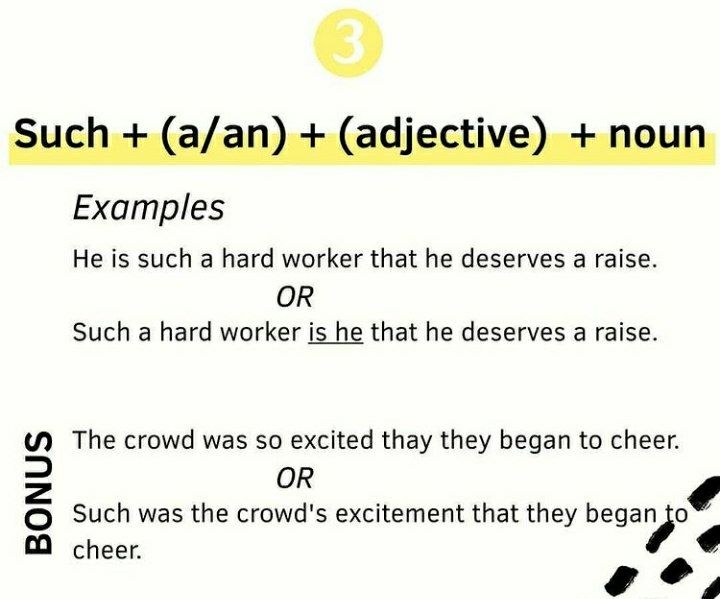 3
Such + (a/an) + (adjective) + noun
Examples
He is such a hard worker that he deserves a raise.
OR
Such a hard worker is he that he deserves a raise.
BONUS
The crowd was so excited thay they began to cheer.
OR
Such was the crowd's excitement that they began to
cheer.